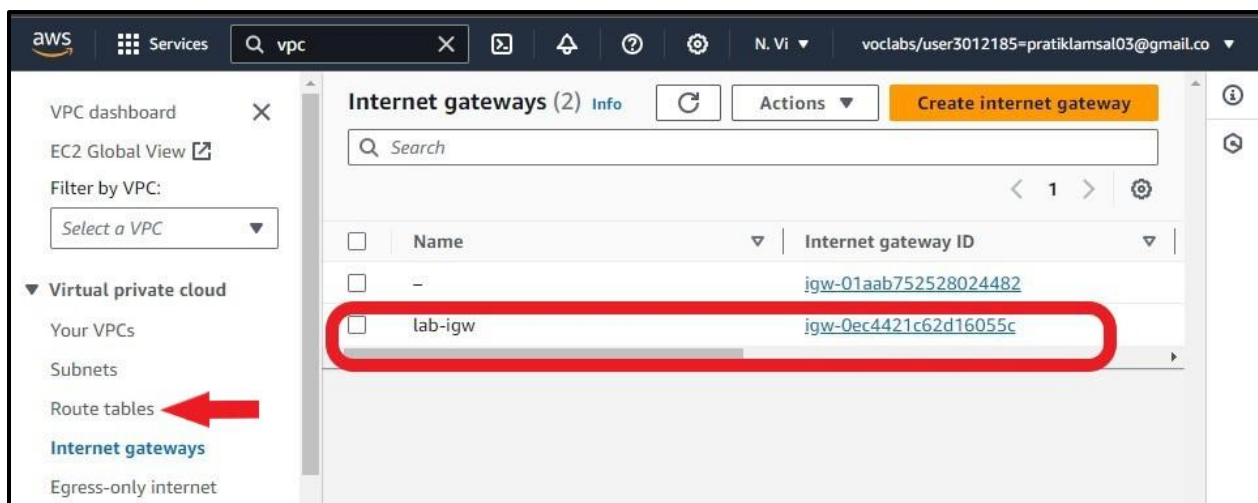 aws Services vpc N. Vi voclabs/user3012185=pratiklamsal03@gmail.co
VPC dashboard
EC2 Global View
Filter by VPC:
Select a VPC
Virtual private cloud
Your VPCs
Subnets
Route tables
Internet gateways
Egress-only internet
Internet gateways (2) Info Actions Create internet gateway
Search
1
Name Internet gateway ID
– igw-01aab752528024482
lab-igw igw-0ec4421c62d16055c